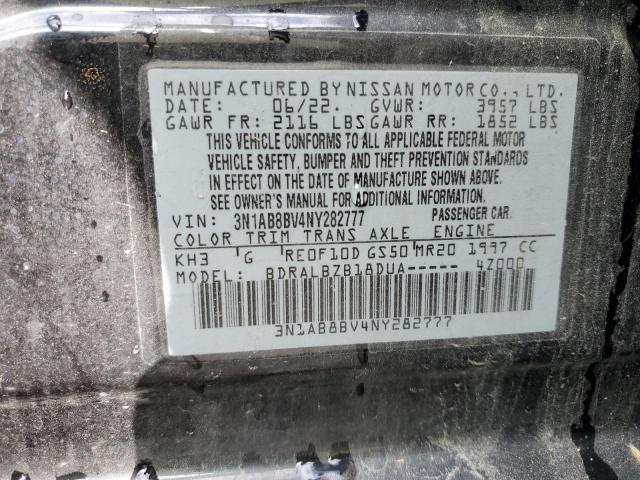 MANUFACTURED BY NISSAN MOTOR CO., LTD.
DATE: 06/22. GVWR: 3957 LBS
GAWR FR: 2116 LBS GAWR RR: 1852 LBS
THIS VEHICLE CONFORMS TO ALL APPLICABLE FEDERAL MOTOR
VEHICLE SAFETY, BUMPER AND THEFT PREVENTION STANDARDS
IN EFFECT ON THE DATE OF MANUFACTURE SHOWN ABOVE.
SEE OWNER'S MANUAL FOR ADDITIONAL INFORMATION.
VIN: 3N1AB8BV4NY282777 PASSENGER CAR.
COLOR TRIM TRANS AXLE ENGINE
KH3 G RE0F10D GS50 MR20 1997 CC
MODEL: BDRALBZB18DUA----- 4Z000
3N1AB8BV4NY282777